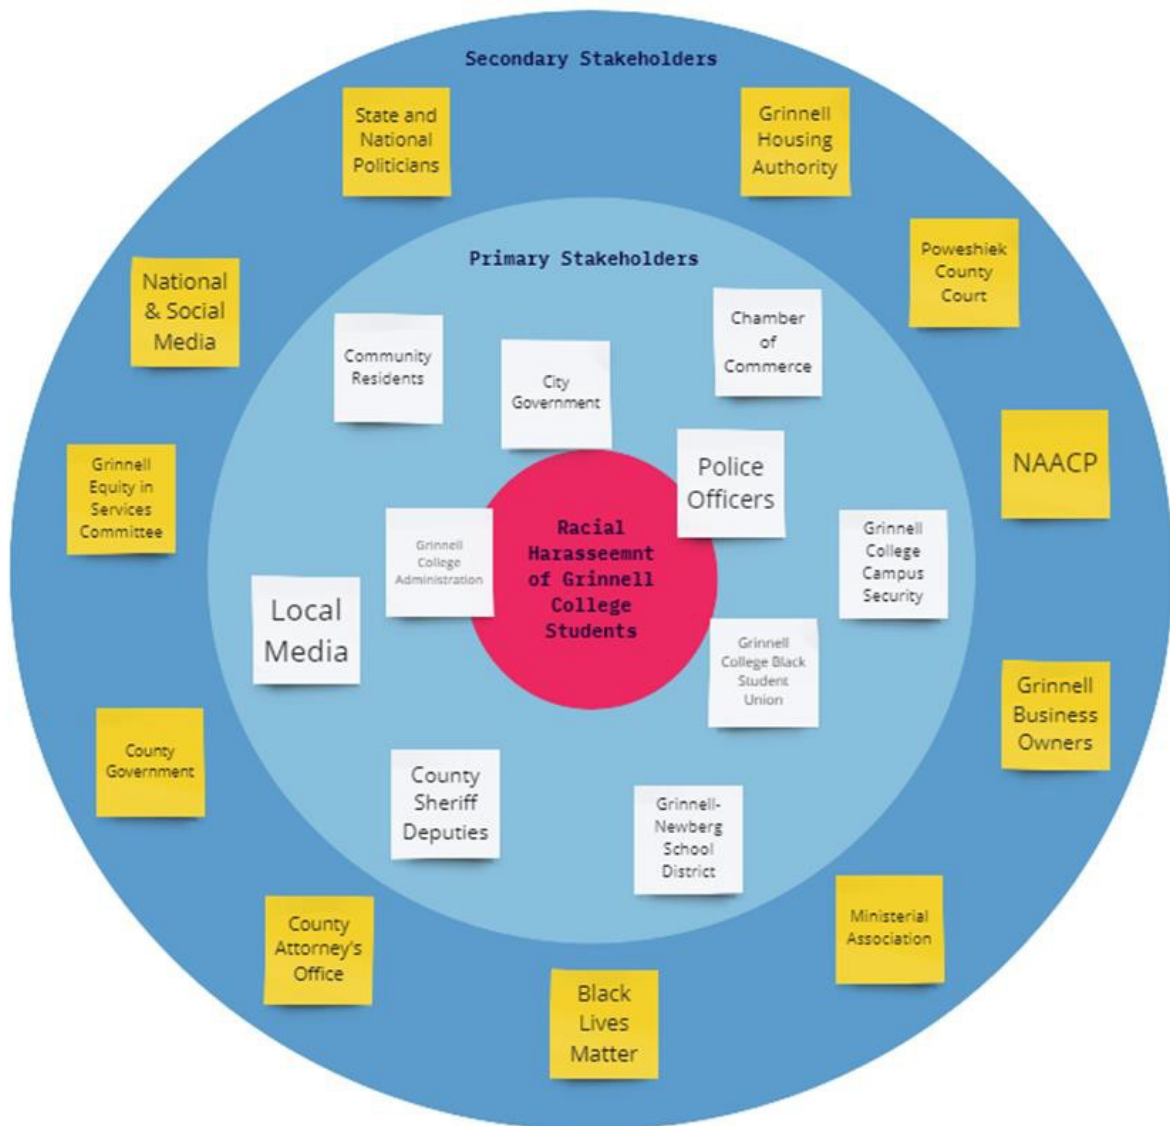 Secondary Stakeholders
State and
National
Politicians
Grinnell
Housing
Authority
Poweshiek
County
Court
National
& Social
Media
Primary Stakeholders
Community
Residents
City
Government
Chamber
of
Commerce
Police
Officers
NAACP
Grinnell
Equity in
Services
Committee
Grinnell
College
Administration
Racial
Harasseemnt
of Grinnell
College
Students
Grinnell
College
Campus
Security
Local
Media
Grinnell
College Black
Student
Union
Grinnell
Business
Owners
County
Government
County
Sheriff
Deputies
Grinnell-
Newberg
School
District
County
Attorney's
Office
Ministerial
Association
Black
Lives
Matter